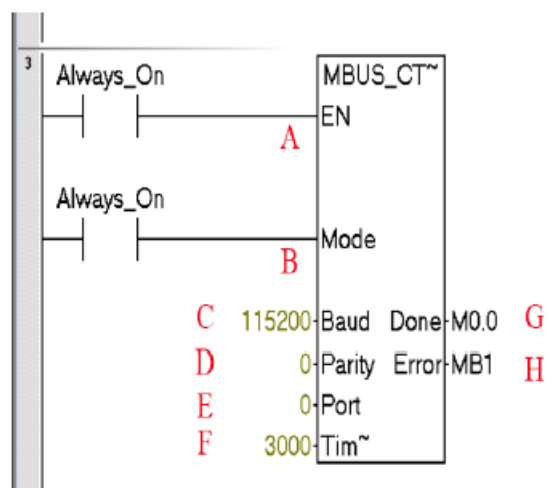 3
Always_On MBUS_CT~
A EN
Always_On
B Mode
C 115200 Baud Done M0.0 G
D 0 Parity Error MB1 H
E 0 Port
F 3000 Tim~